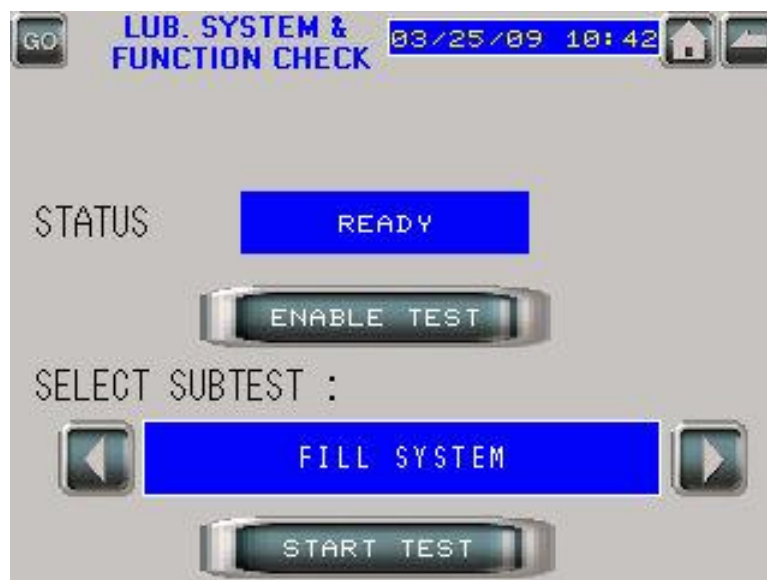 GO
LUB. SYSTEM &
FUNCTION CHECK
03/25/09 10:42
STATUS
READY
ENABLE TEST
SELECT SUBTEST :
FILL SYSTEM
START TEST